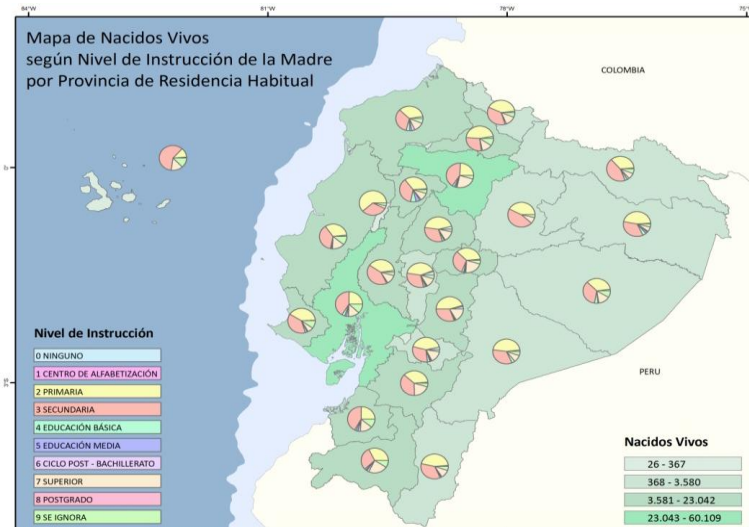 84°W 81°W 78°W
Mapa de Nacidos Vivos
según Nivel de Instrucción de la Madre
por Provincia de Residencia Habitual
COLOMBIA
PERU
Nivel de Instrucción
0 NINGUNO
1 CENTRO DE ALFABETIZACIÓN
2 PRIMARIA
3 SECUNDARIA
4 EDUCACIÓN BÁSICA
5 EDUCACIÓN MEDIA
6 CICLO POST - BACHILLERATO
7 SUPERIOR
8 POSTGRADO
9 SE IGNORA
Nacidos Vivos
26 - 367
368 - 3.580
3.581 - 23.042
23.043 - 60.109